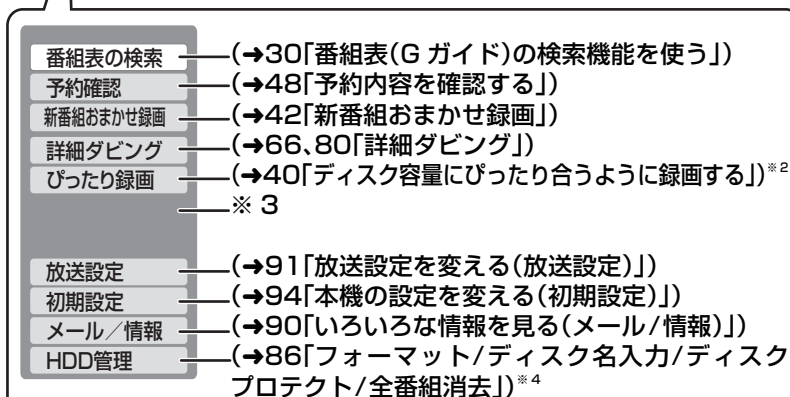 番組表の検索 (➔30「番組表(G ガイド)の検索機能を使う」)
予約確認 (➔48「予約内容を確認する」)
新番組おまかせ録画 (➔42「新番組おまかせ録画」)
詳細ダビング (➔66、80「詳細ダビング」)
ぴったり録画 (➔40「ディスク容量にぴったり合うように録画する」)※2
※ 3
放送設定 (➔91「放送設定を変える(放送設定)」)
初期設定 (➔94「本機の設定を変える(初期設定)」)
メール／情報 (➔90「いろいろな情報を見る(メール/情報)」)
HDD管理 (➔86「フォーマット/ディスク名入力/ディスク
プロテクト/全番組消去」)※4